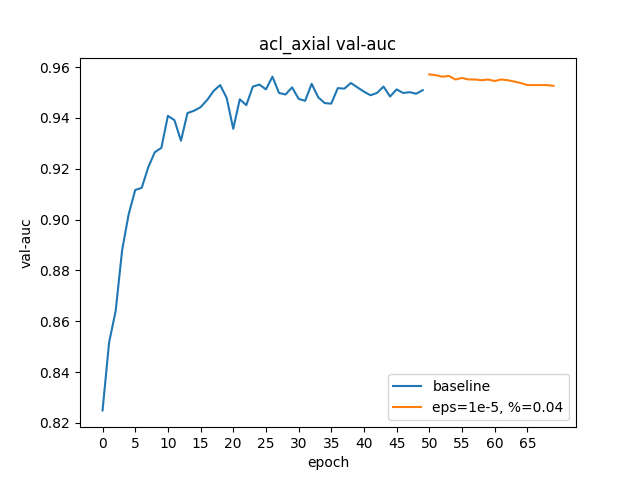 acl_axial val-auc
val-auc
0.96
0.94
0.92
0.90
0.88
0.86
0.84
0.82
baseline
eps=1e-5, %=0.04
0 5 10 15 20 25 30 35 40 45 50 55 60 65
epoch